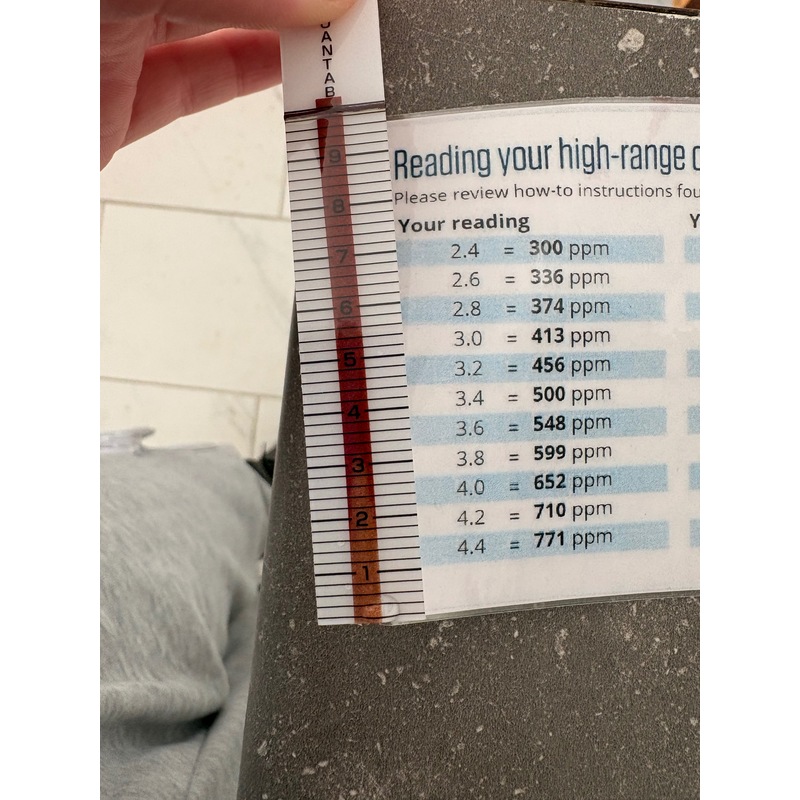 JANTAB
9
8
7
6
5
4
3
2
1
Reading your high-range
Please review how-to instructions
Your reading
2.4 = 300 ppm
2.6 = 336 ppm
2.8 = 374 ppm
3.0 = 413 ppm
3.2 = 456 ppm
3.4 = 500 ppm
3.6 = 548 ppm
3.8 = 599 ppm
4.0 = 652 ppm
4.2 = 710 ppm
4.4 = 771 ppm